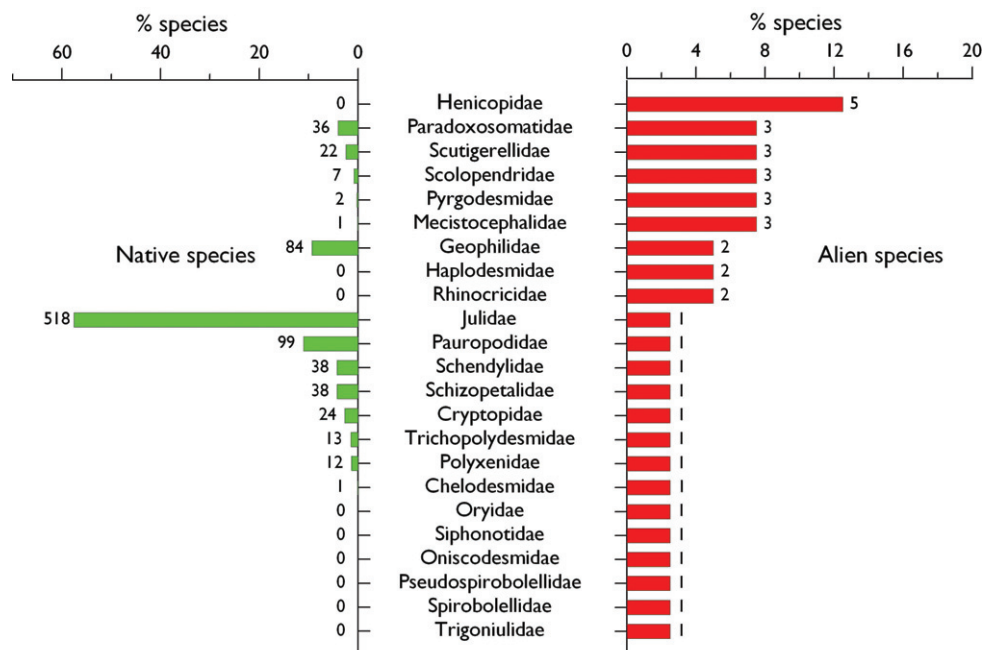 % species
% species
60 40 20 0
0 4 8 12 16 20
0 Henicopidae 5
36 Paradoxosomatidae 3
22 Scutigerellidae 3
7 Scolopendridae 3
2 Pyrgodesmidae 3
1 Mecistocephalidae 3
Native species 84 Geophilidae 2 Alien species
0 Haplodesmidae 2
0 Rhinocricidae 2
518 Julidae 1
99 Pauropodidae 1
38 Schendylidae 1
38 Schizopetalidae 1
24 Cryptopidae 1
13 Trichopolydesmidae 1
12 Polyxenidae 1
1 Chelodesmidae 1
0 Oryidae 1
0 Siphonotidae 1
0 Oniscodesmidae 1
0 Pseudospirobolellidae 1
0 Spirobolellidae 1
0 Trigoniulidae 1